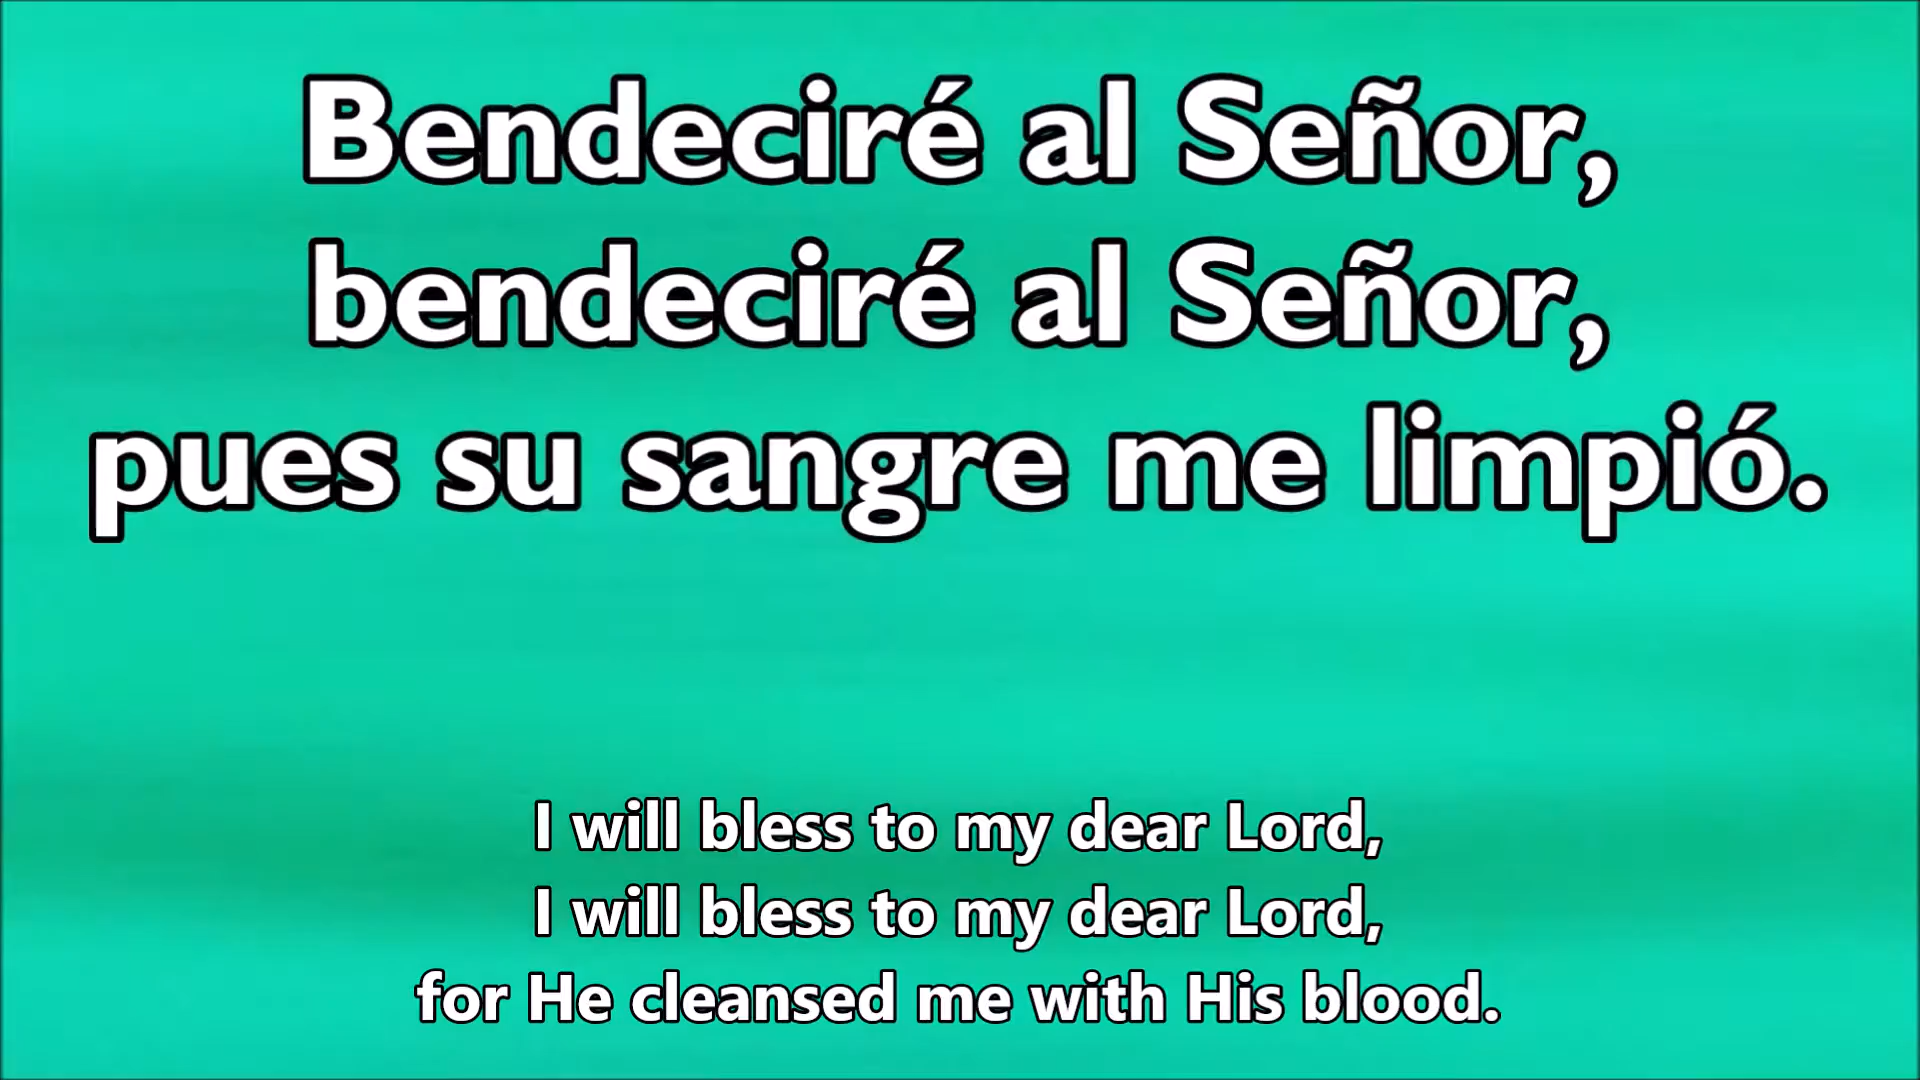 Bendeciré al Señor,
bendeciré al Señor,
pues su sangre me limpió.
I will bless to my dear Lord,
I will bless to my dear Lord,
for He cleansed me with His blood.